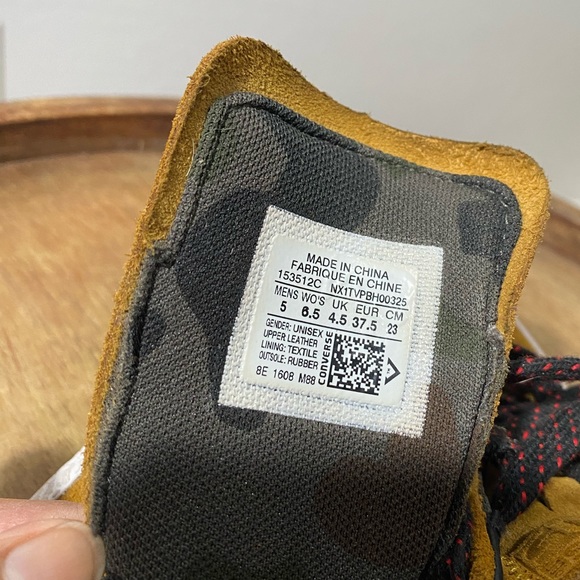 MADE IN CHINA
FABRIQUE EN CHINE
153512C NX1TVPBH00325
MENS WO'S UK EUR CM
5 6.5 4.5 37.5 23
GENDER: UNISEX
UPPER LEATHER
LINING: TEXTILE
OUTSOLE: RUBBER
8E 1608 M88
CONVERSE